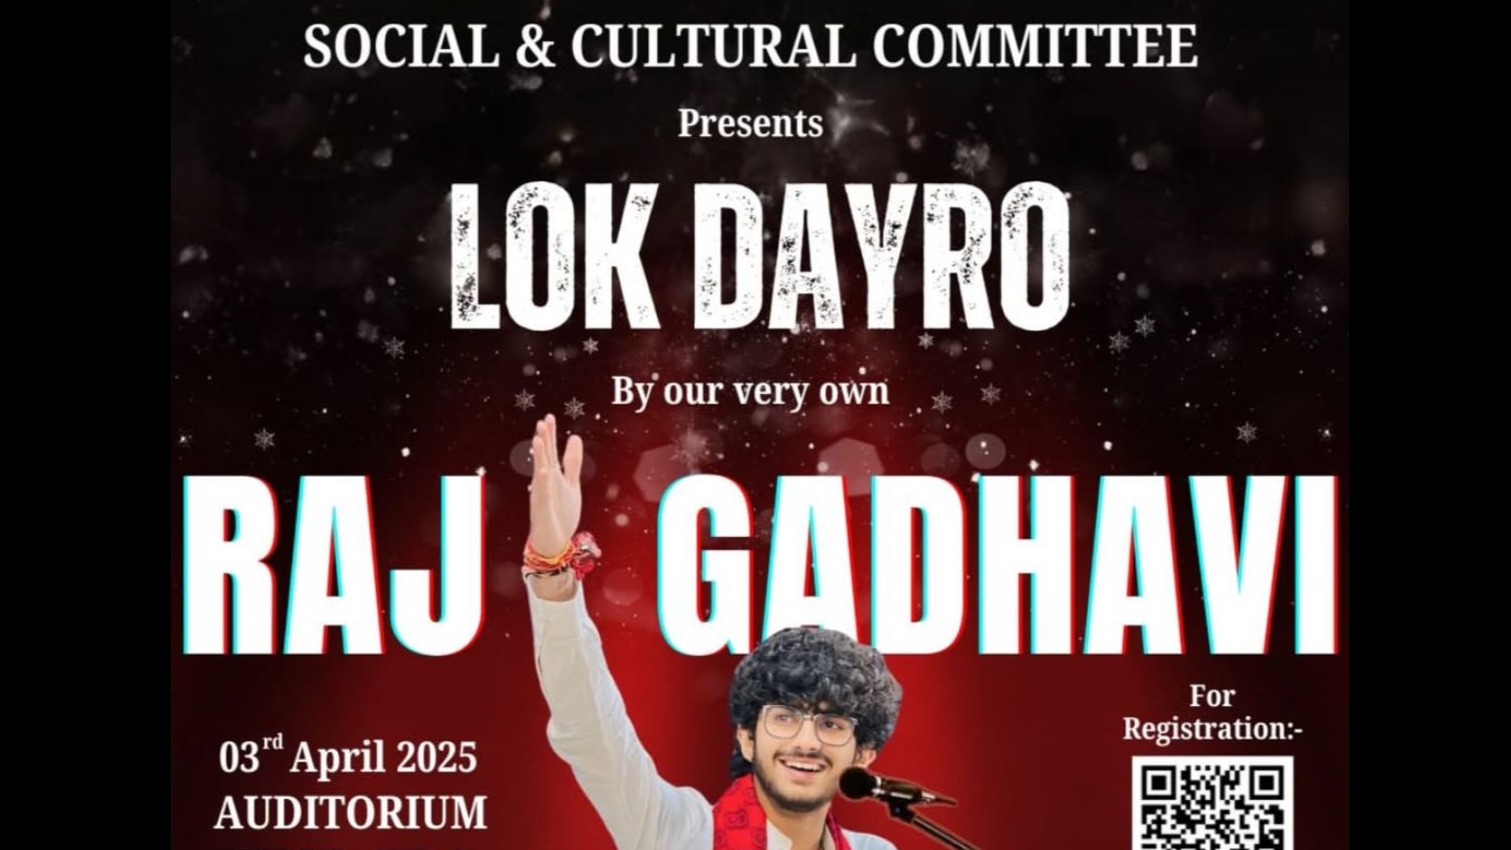 SOCIAL & CULTURAL COMMITTEE
Presents
LOK DAYRO
By our very own
RAJ GADHAVI
For
Registration:-
03rd April 2025
AUDITORIUM